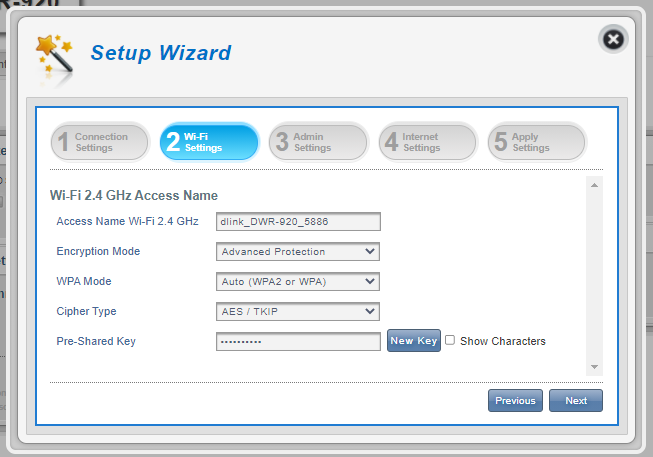 Setup Wizard
1 Connection Settings
2 Wi-Fi Settings
3 Admin Settings
4 Internet Settings
5 Apply Settings
Wi-Fi 2.4 GHz Access Name
Access Name Wi-Fi 2.4 GHz dlink_DWR-920_5886
Encryption Mode Advanced Protection
WPA Mode Auto (WPA2 or WPA)
Cipher Type AES / TKIP
Pre-Shared Key •••••••••• New Key Show Characters
Previous Next